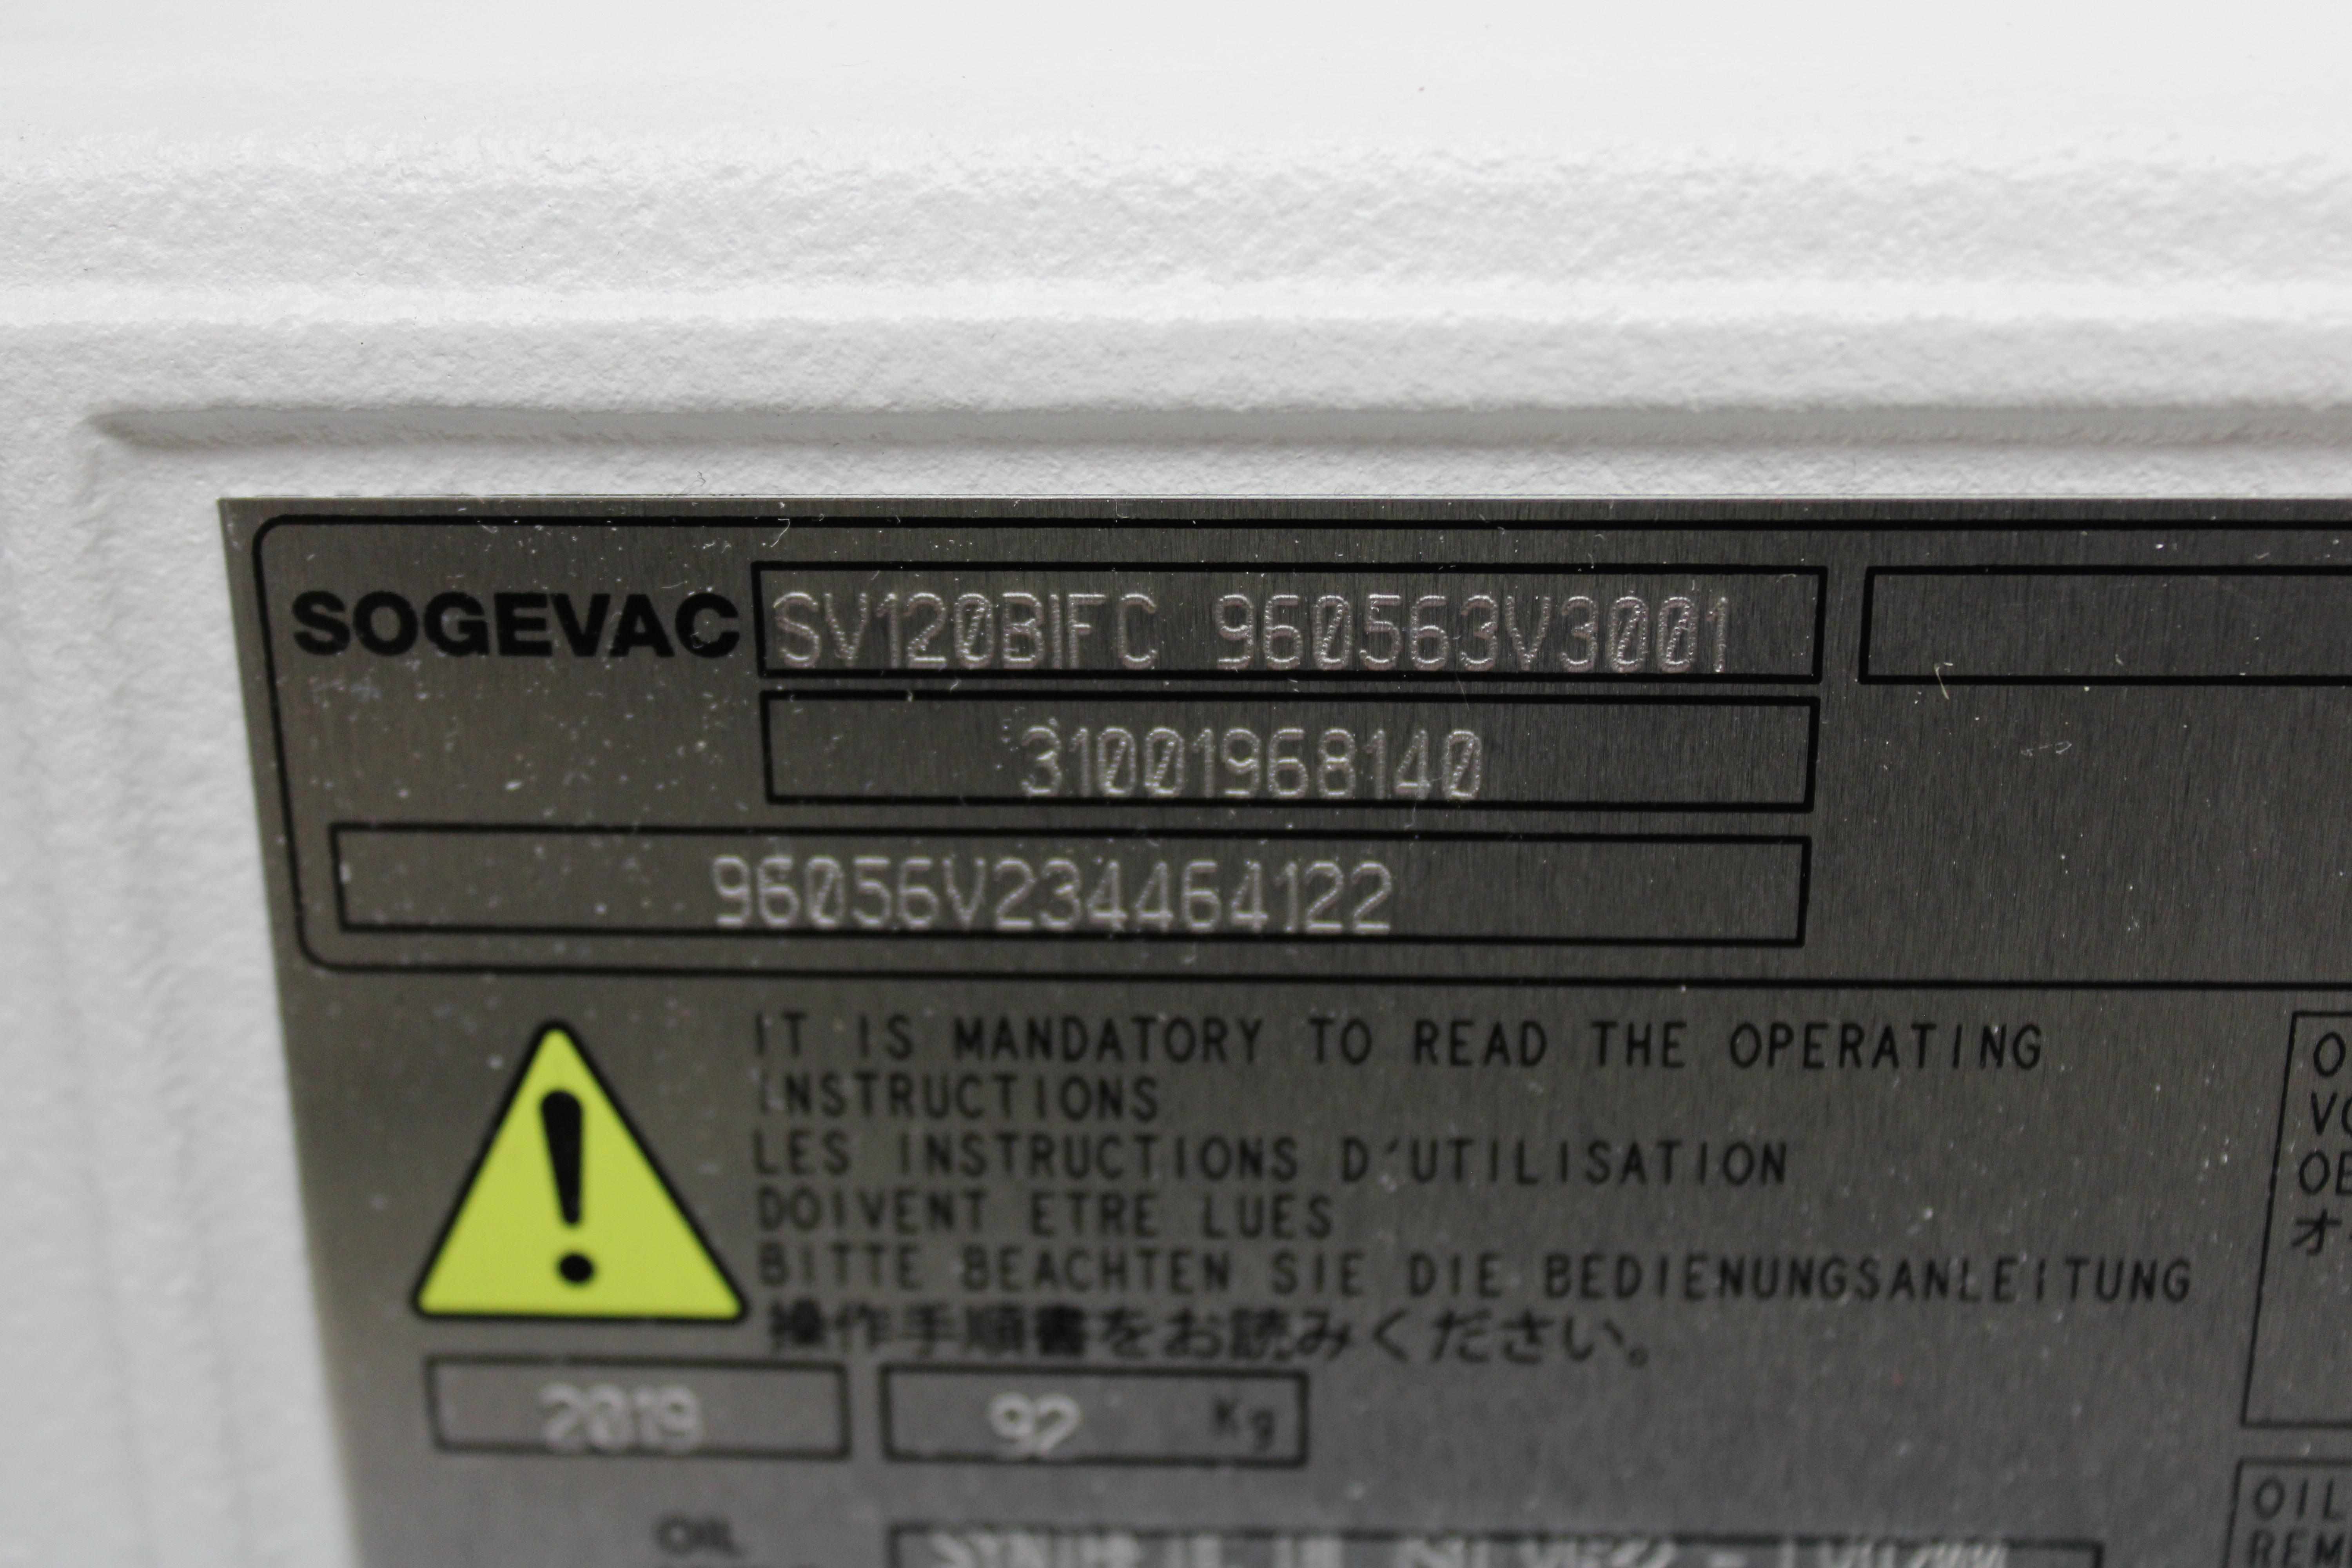 SOGEVAC SV120BIFC 960563V3001
31001968140
96056V234464122
IT IS MANDATORY TO READ THE OPERATING
INSTRUCTIONS
LES INSTRUCTIONS D'UTILISATION
DOIVENT ETRE LUES
BITTE BEACHTEN SIE DIE BEDIENUNGSANLEITUNG
操作手順書をお読みください。
2019 92 Kg
OIL
OIL